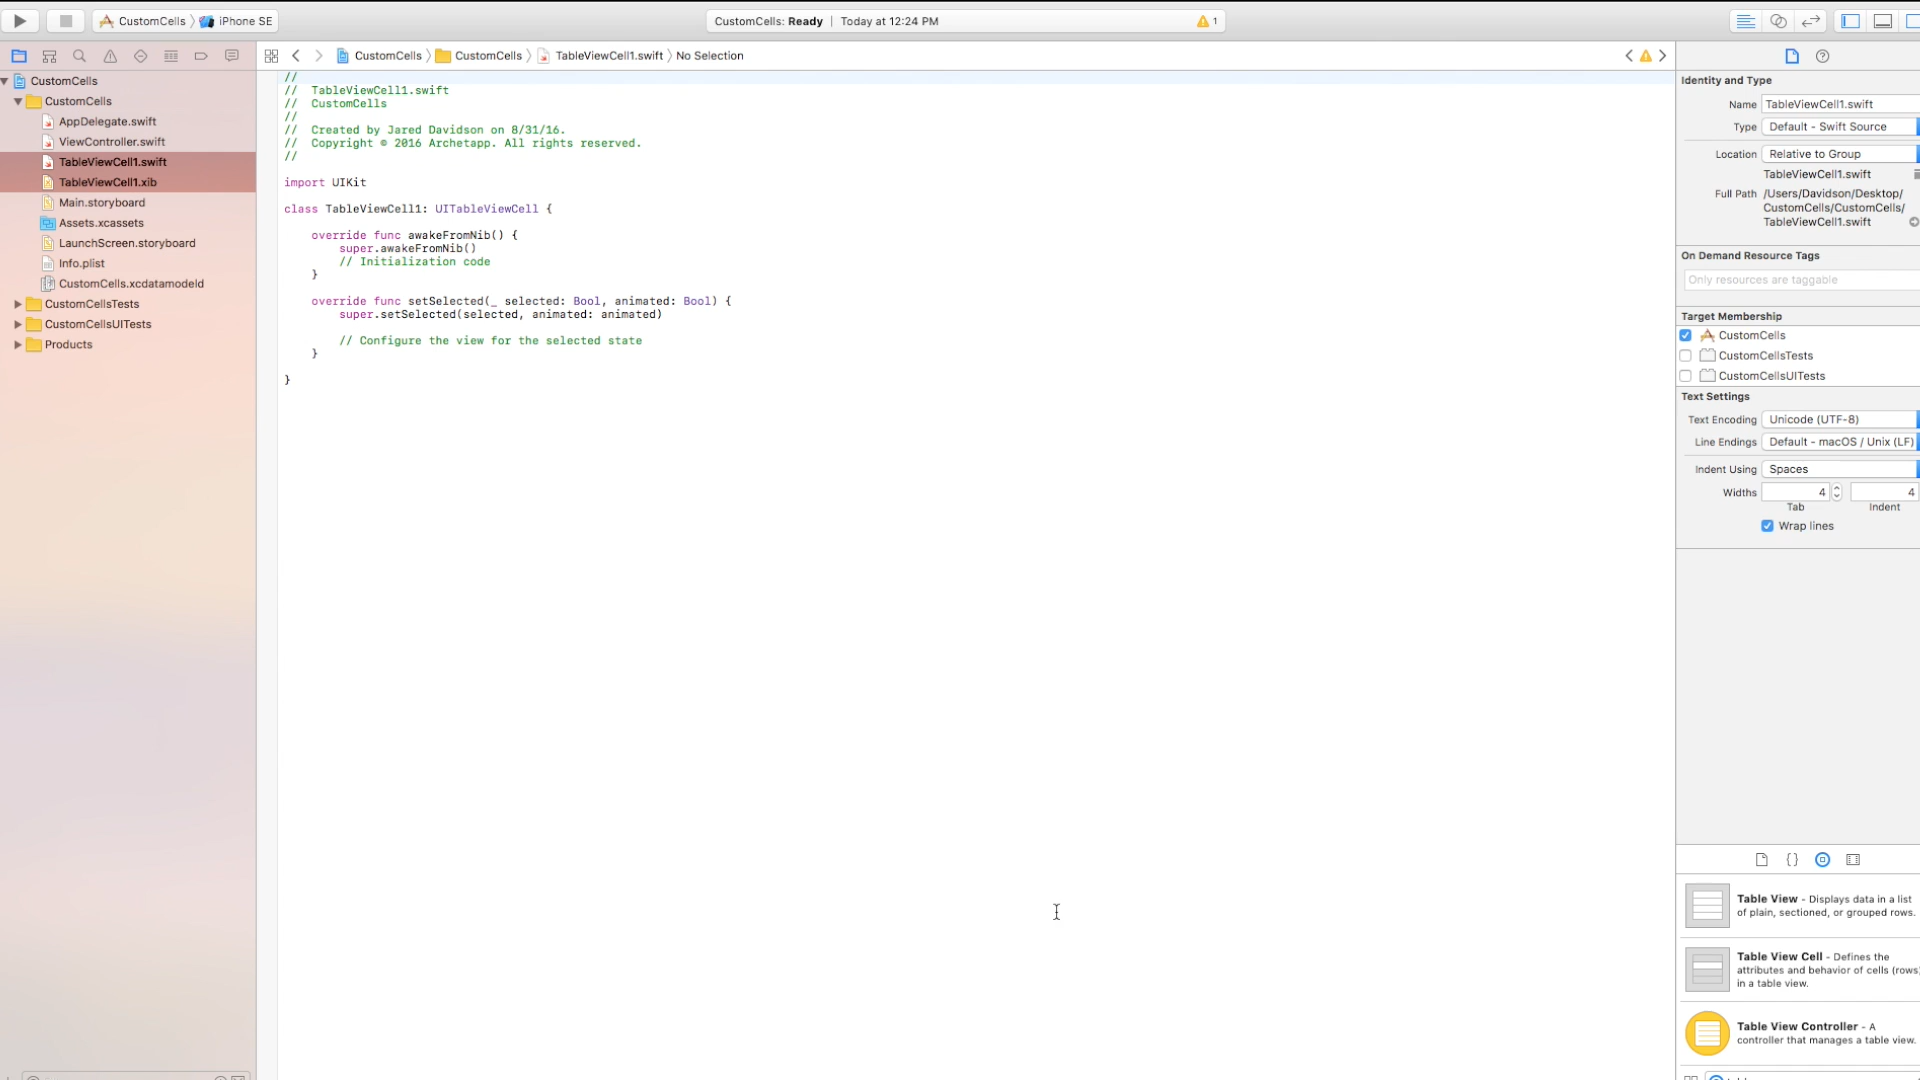 CustomCells
iPhone SE
CustomCells: Ready
Today at 12:24 PM
1
CustomCells
CustomCells
TableViewCell1.swift
No Selection
CustomCells
CustomCells
AppDelegate.swift
ViewController.swift
TableViewCell1.swift
TableViewCell1.xib
Main.storyboard
Assets.xcassets
LaunchScreen.storyboard
Info.plist
CustomCells.xcdatamodeld
CustomCellsTests
CustomCellsUITests
Products
//
//  TableViewCell1.swift
//  CustomCells
//
//  Created by Jared Davidson on 8/31/16.
//  Copyright © 2016 Archetapp. All rights reserved.
//
import UIKit
class TableViewCell1: UITableViewCell {
    override func awakeFromNib() {
        super.awakeFromNib()
        // Initialization code
    }
    override func setSelected(_ selected: Bool, animated: Bool) {
        super.setSelected(selected, animated: animated)
        // Configure the view for the selected state
    }
}
Identity and Type
Name TableViewCell1.swift
Type Default - Swift Source
Location Relative to Group
TableViewCell1.swift
Full Path /Users/Davidson/Desktop/
CustomCells/CustomCells/
TableViewCell1.swift
On Demand Resource Tags
Only resources are taggable
Target Membership
CustomCells
CustomCellsTests
CustomCellsUITests
Text Settings
Text Encoding Unicode (UTF-8)
Line Endings Default - macOS / Unix (LF)
Indent Using Spaces
Widths 4 4
Tab Indent
Wrap lines
{}
Table View - Displays data in a list
of plain, sectioned, or grouped rows.
Table View Cell - Defines the
attributes and behavior of cells (rows)
in a table view.
Table View Controller - A
controller that manages a table view.